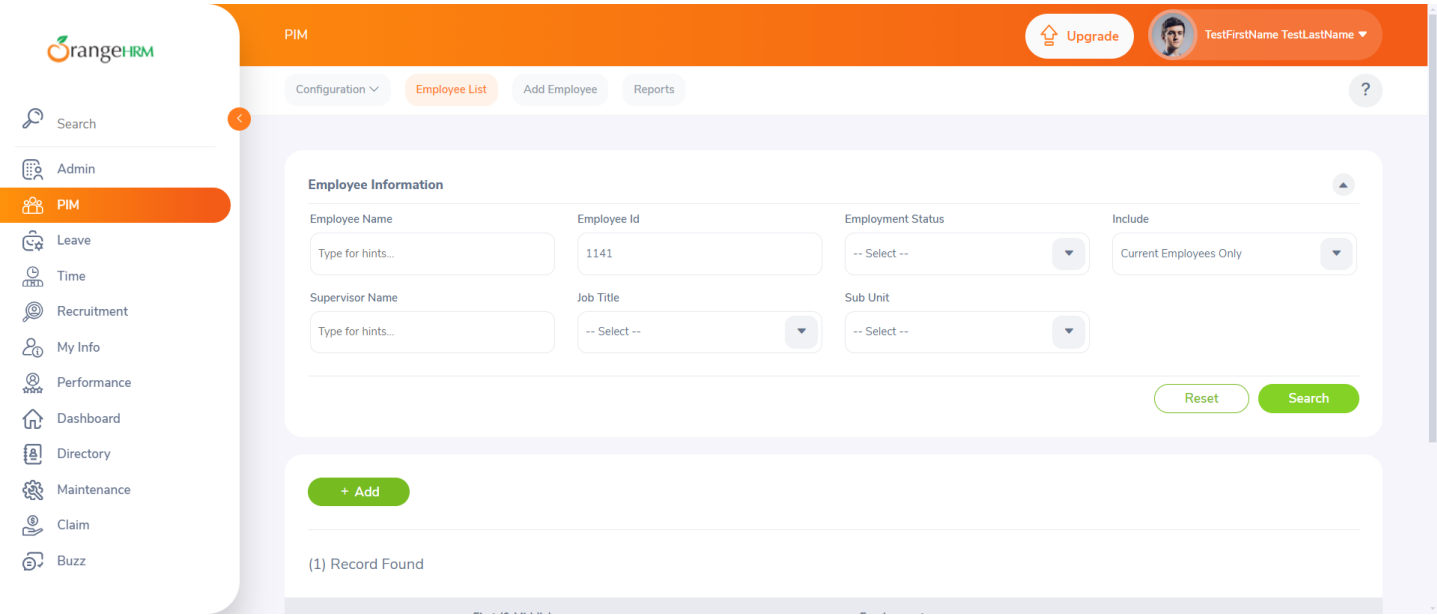 OrangeHRM
Search
Admin
PIM
Leave
Time
Recruitment
My Info
Performance
Dashboard
Directory
Maintenance
Claim
Buzz
PIM
Upgrade
TestFirstName TestLastName
Configuration
Employee List
Add Employee
Reports
?
Employee Information
Employee Name
Employee Id
Employment Status
Include
Type for hints...
1141
-- Select --
Current Employees Only
Supervisor Name
Job Title
Sub Unit
Type for hints...
-- Select --
-- Select --
Reset
Search
+ Add
(1) Record Found